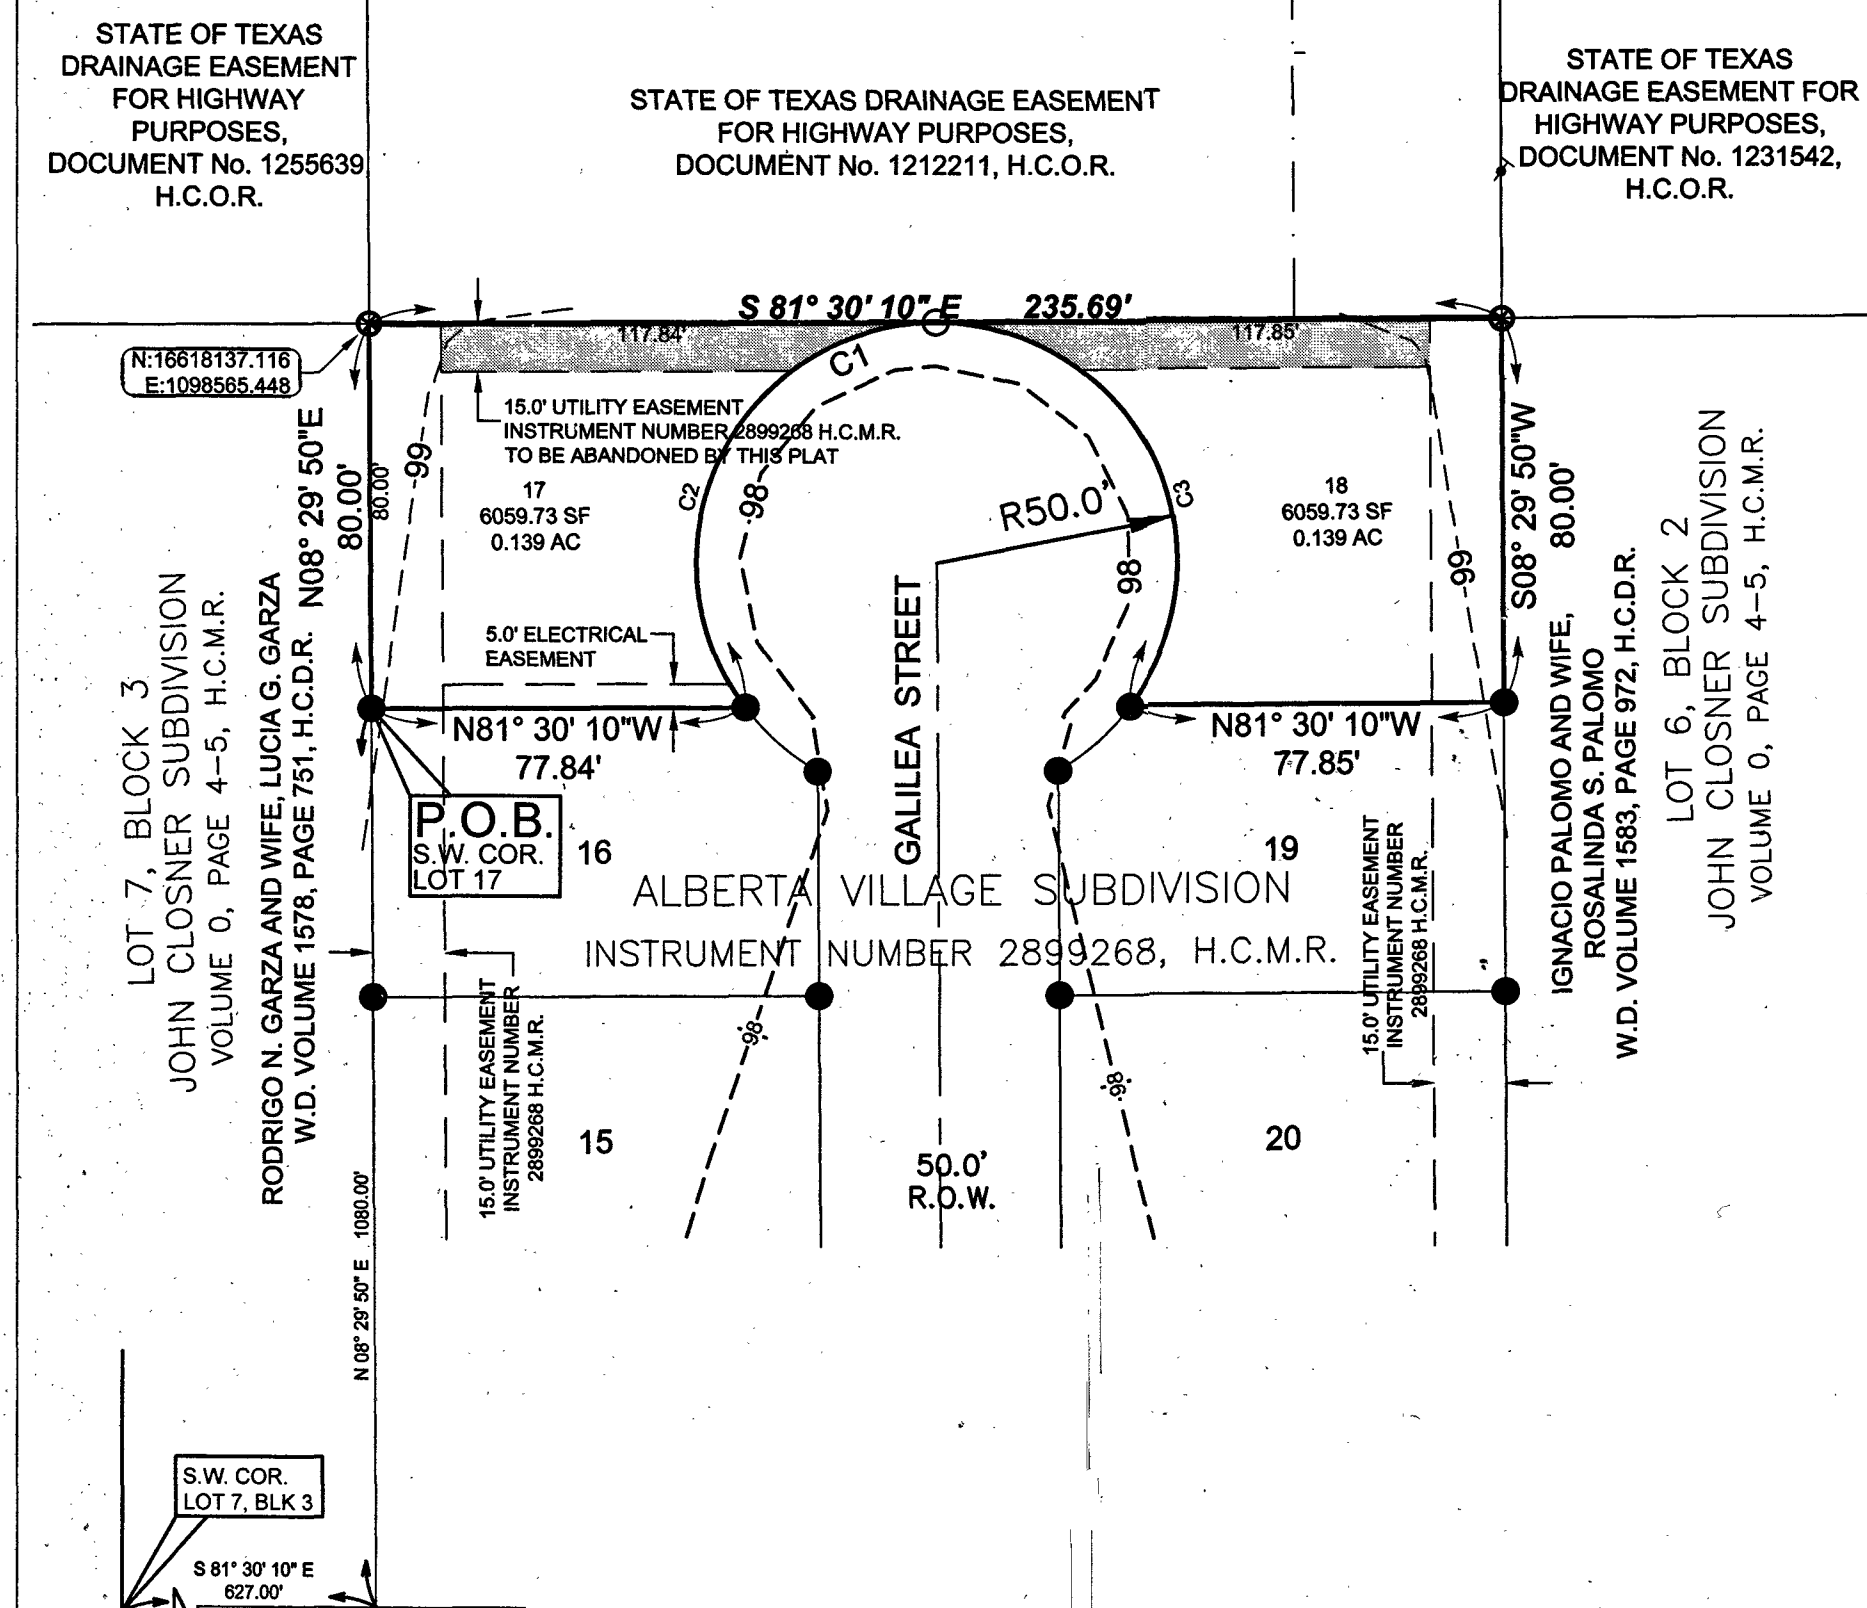 STATE OF TEXAS
DRAINAGE EASEMENT
FOR HIGHWAY
PURPOSES,
DOCUMENT No. 1255639
H.C.O.R.
STATE OF TEXAS DRAINAGE EASEMENT
FOR HIGHWAY PURPOSES,
DOCUMENT No. 1212211, H.C.O.R.
STATE OF TEXAS
DRAINAGE EASEMENT FOR
HIGHWAY PURPOSES,
DOCUMENT No. 1231542,
H.C.O.R.
S 81° 30' 10" E 235.69'
117.84'
117.85'
N:16618137.116
E:1098565.448
C1
15.0' UTILITY EASEMENT
INSTRUMENT NUMBER 2899268 H.C.M.R.
TO BE ABANDONED BY THIS PLAT
N08° 29' 50"E
80.00'
80.00'
99
C2
98
17
6059.73 SF
0.139 AC
R50.0'
C3
98
18
6059.73 SF
0.139 AC
99
S08° 29' 50"W
80.00'
5.0' ELECTRICAL
EASEMENT
GALILEA STREET
N81° 30' 10"W
77.84'
N81° 30' 10"W
77.85'
LOT 7, BLOCK 3
JOHN CLOSNER SUBDIVISION
VOLUME 0, PAGE 4-5, H.C.M.R.
RODRIGO N. GARZA AND WIFE, LUCIA G. GARZA
W.D. VOLUME 1578, PAGE 751, H.C.D.R.
IGNACIO PALOMO AND WIFE,
ROSALINDA S. PALOMO
W.D. VOLUME 1583, PAGE 972, H.C.D.R.
LOT 6, BLOCK 2
JOHN CLOSNER SUBDIVISION
VOLUME 0, PAGE 4-5, H.C.M.R.
P.O.B.
S.W. COR.
LOT 17
16
19
ALBERTA VILLAGE SUBDIVISION
INSTRUMENT NUMBER 2899268, H.C.M.R.
15.0' UTILITY EASEMENT
INSTRUMENT NUMBER
2899268 H.C.M.R.
15.0' UTILITY EASEMENT
INSTRUMENT NUMBER
2899268 H.C.M.R.
98
98
15
20
50.0'
R.O.W.
N 08° 29' 50" E 1080.00'
S.W. COR.
LOT 7, BLK 3
S 81° 30' 10" E
627.00'